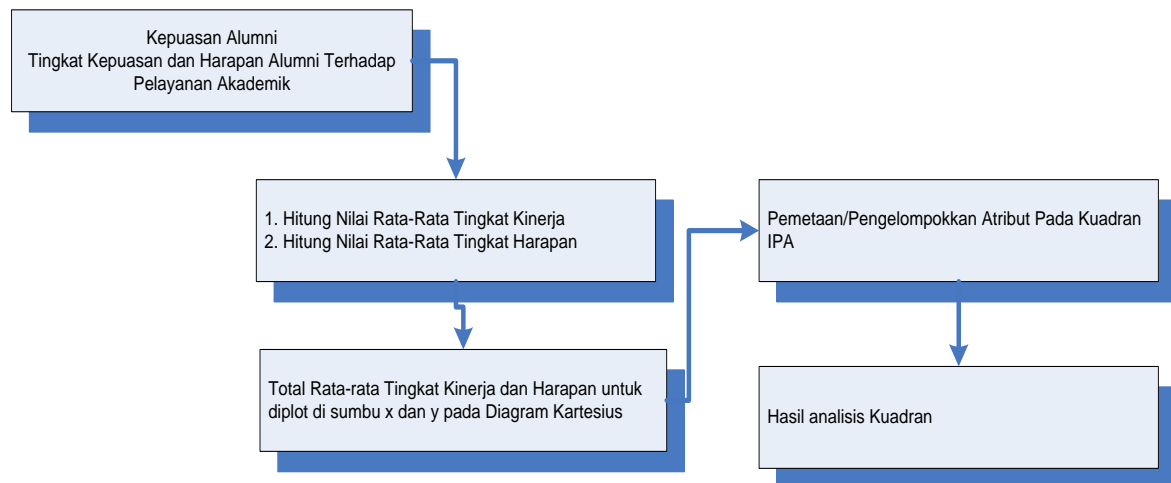 Kepuasan Alumni
Tingkat Kepuasan dan Harapan Alumni Terhadap
Pelayanan Akademik
1. Hitung Nilai Rata-Rata Tingkat Kinerja
2. Hitung Nilai Rata-Rata Tingkat Harapan
Total Rata-rata Tingkat Kinerja dan Harapan untuk
diplot di sumbu x dan y pada Diagram Kartesius
Pemetaan/Pengelompokkan Atribut Pada Kuadran
IPA
Hasil analisis Kuadran